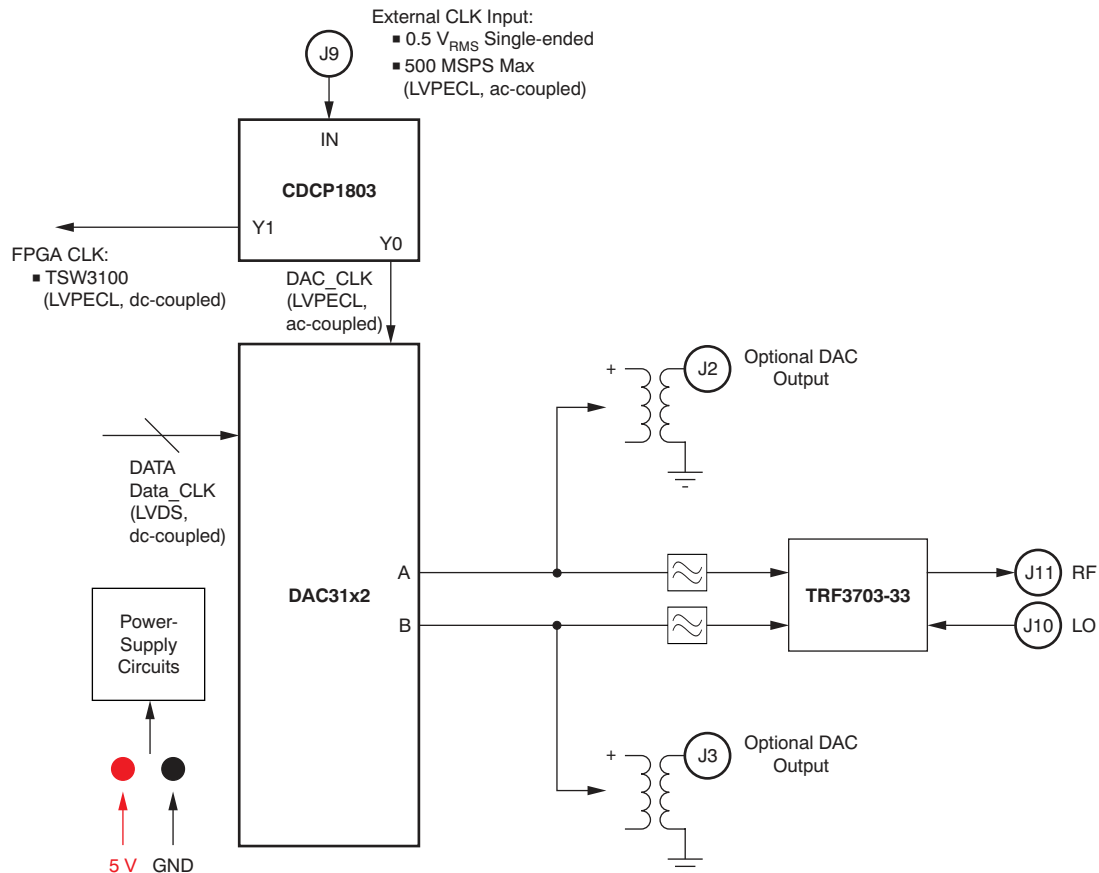 External CLK Input:
▪ 0.5 VRMS Single-ended
▪ 500 MSPS Max
(LVPECL, ac-coupled)
J9
IN
CDCP1803
Y1
Y0
FPGA CLK:
▪ TSW3100
(LVPECL, dc-coupled)
DAC_CLK
(LVPECL,
ac-coupled)
+
J2
Optional DAC
Output
DATA
Data_CLK
(LVDS,
dc-coupled)
A
B
DAC31x2
TRF3703-33
J11
RF
J10
LO
Power-
Supply
Circuits
+
J3
Optional DAC
Output
5 V
GND